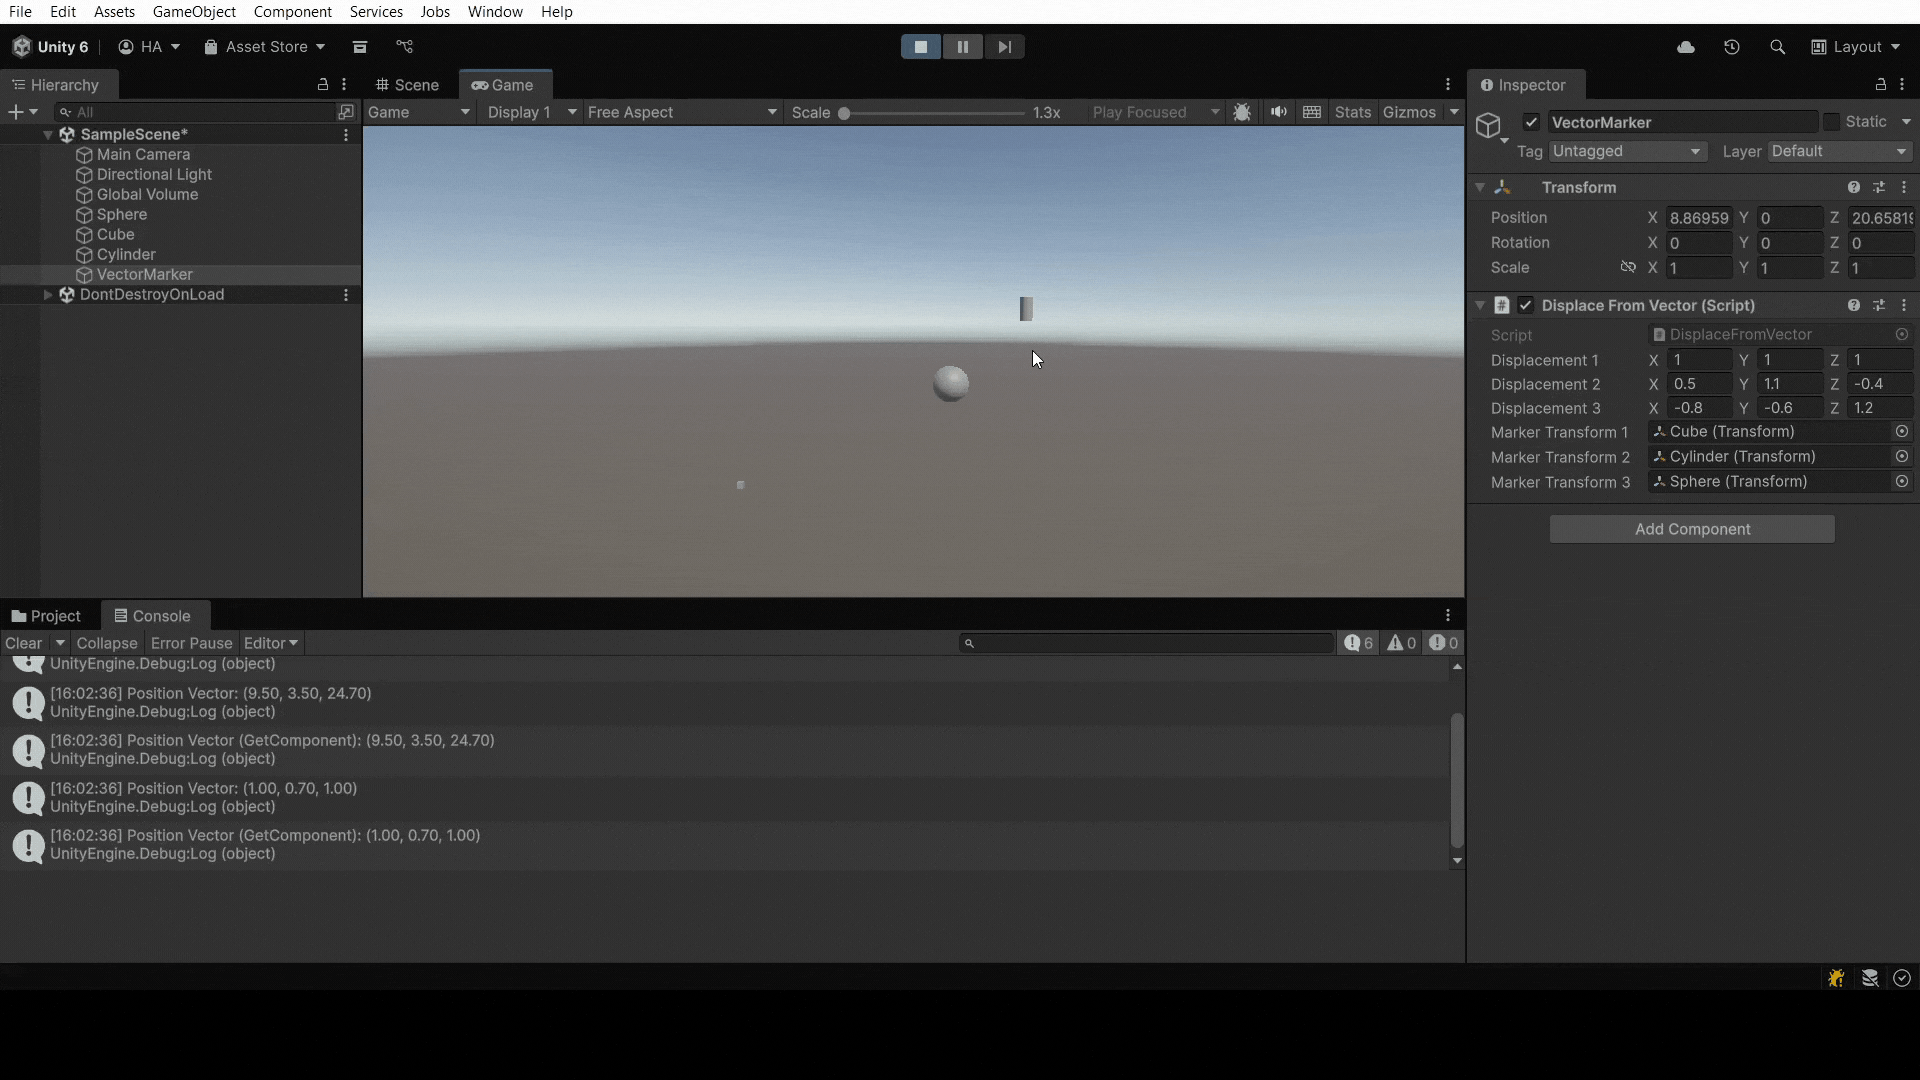 File Edit Assets GameObject Component Services Jobs Window Help
Unity 6 HA Asset Store Layout
Hierarchy
Scene Game
Inspector
All
Game Display 1 Free Aspect Scale 1.3x Play Focused Stats Gizmos
SampleScene*
Main Camera
Directional Light
Global Volume
Sphere
Cube
Cylinder
VectorMarker
DontDestroyOnLoad
VectorMarker Static
Tag Untagged Layer Default
Transform
Position X 8.86959 Y 0 Z 20.6581
Rotation X 0 Y 0 Z 0
Scale X 1 Y 1 Z 1
Displace From Vector (Script)
Script DisplaceFromVector
Displacement 1 X 1 Y 1 Z 1
Displacement 2 X 0.5 Y 1.1 Z -0.4
Displacement 3 X -0.8 Y -0.6 Z 1.2
Marker Transform 1 Cube (Transform)
Marker Transform 2 Cylinder (Transform)
Marker Transform 3 Sphere (Transform)
Add Component
Project Console
Clear Collapse Error Pause Editor 6 0 0
UnityEngine.Debug:Log (object)
[16:02:36] Position Vector: (9.50, 3.50, 24.70)
UnityEngine.Debug:Log (object)
[16:02:36] Position Vector (GetComponent): (9.50, 3.50, 24.70)
UnityEngine.Debug:Log (object)
[16:02:36] Position Vector: (1.00, 0.70, 1.00)
UnityEngine.Debug:Log (object)
[16:02:36] Position Vector (GetComponent): (1.00, 0.70, 1.00)
UnityEngine.Debug:Log (object)